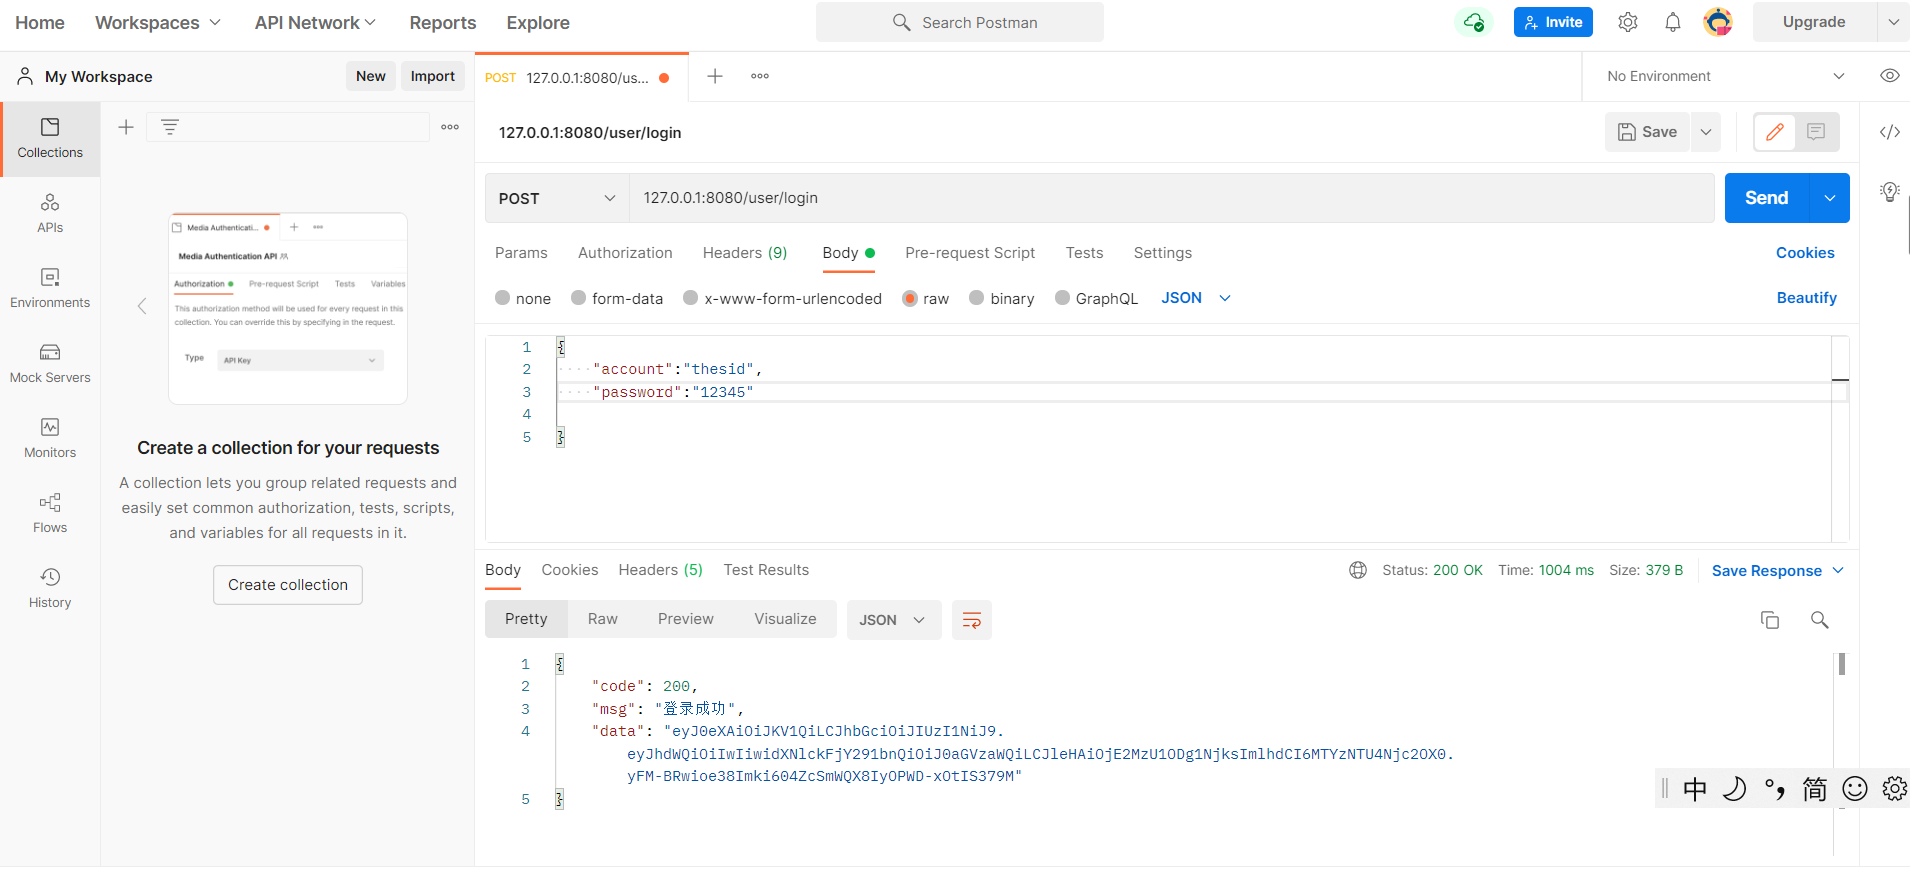 Home Workspaces API Network Reports Explore Search Postman Invite Upgrade
My Workspace New Import POST 127.0.0.1:8080/us... No Environment
Collections
APIs
Environments
Mock Servers
Monitors
Flows
History
Media Authenticati...
Media Authentication API
Authorization Pre-request Script Tests Variables
This authorization method will be used for every request in this
collection. You can override this by specifying in the request.
Type API Key
Create a collection for your requests
A collection lets you group related requests and
easily set common authorization, tests, scripts,
and variables for all requests in it.
Create collection
127.0.0.1:8080/user/login Save
POST 127.0.0.1:8080/user/login Send
Params Authorization Headers (9) Body Pre-request Script Tests Settings Cookies
none form-data x-www-form-urlencoded raw binary GraphQL JSON Beautify
1 {
2 "account":"thesid",
3 "password":"12345"
4
5 }
Body Cookies Headers (5) Test Results Status: 200 OK Time: 1004 ms Size: 379 B Save Response
Pretty Raw Preview Visualize JSON
1 {
2 "code": 200,
3 "msg": "登录成功",
4 "data": "eyJ0eXAiOiJKV1QiLCJhbGciOiJIUzI1NiJ9.
eyJhdWQiOiIwIiwidXNlckFjY291bnQiOiJ0aGVzaWQiLCJleHAiOjE2MzU1ODg1NjksImlhdCI6MTYzNTU4Njc2OX0.
yFM-BRwioe38Imki604ZcSmWQX8IyOPWD-xOtIS379M"
5 }
中 °, 简